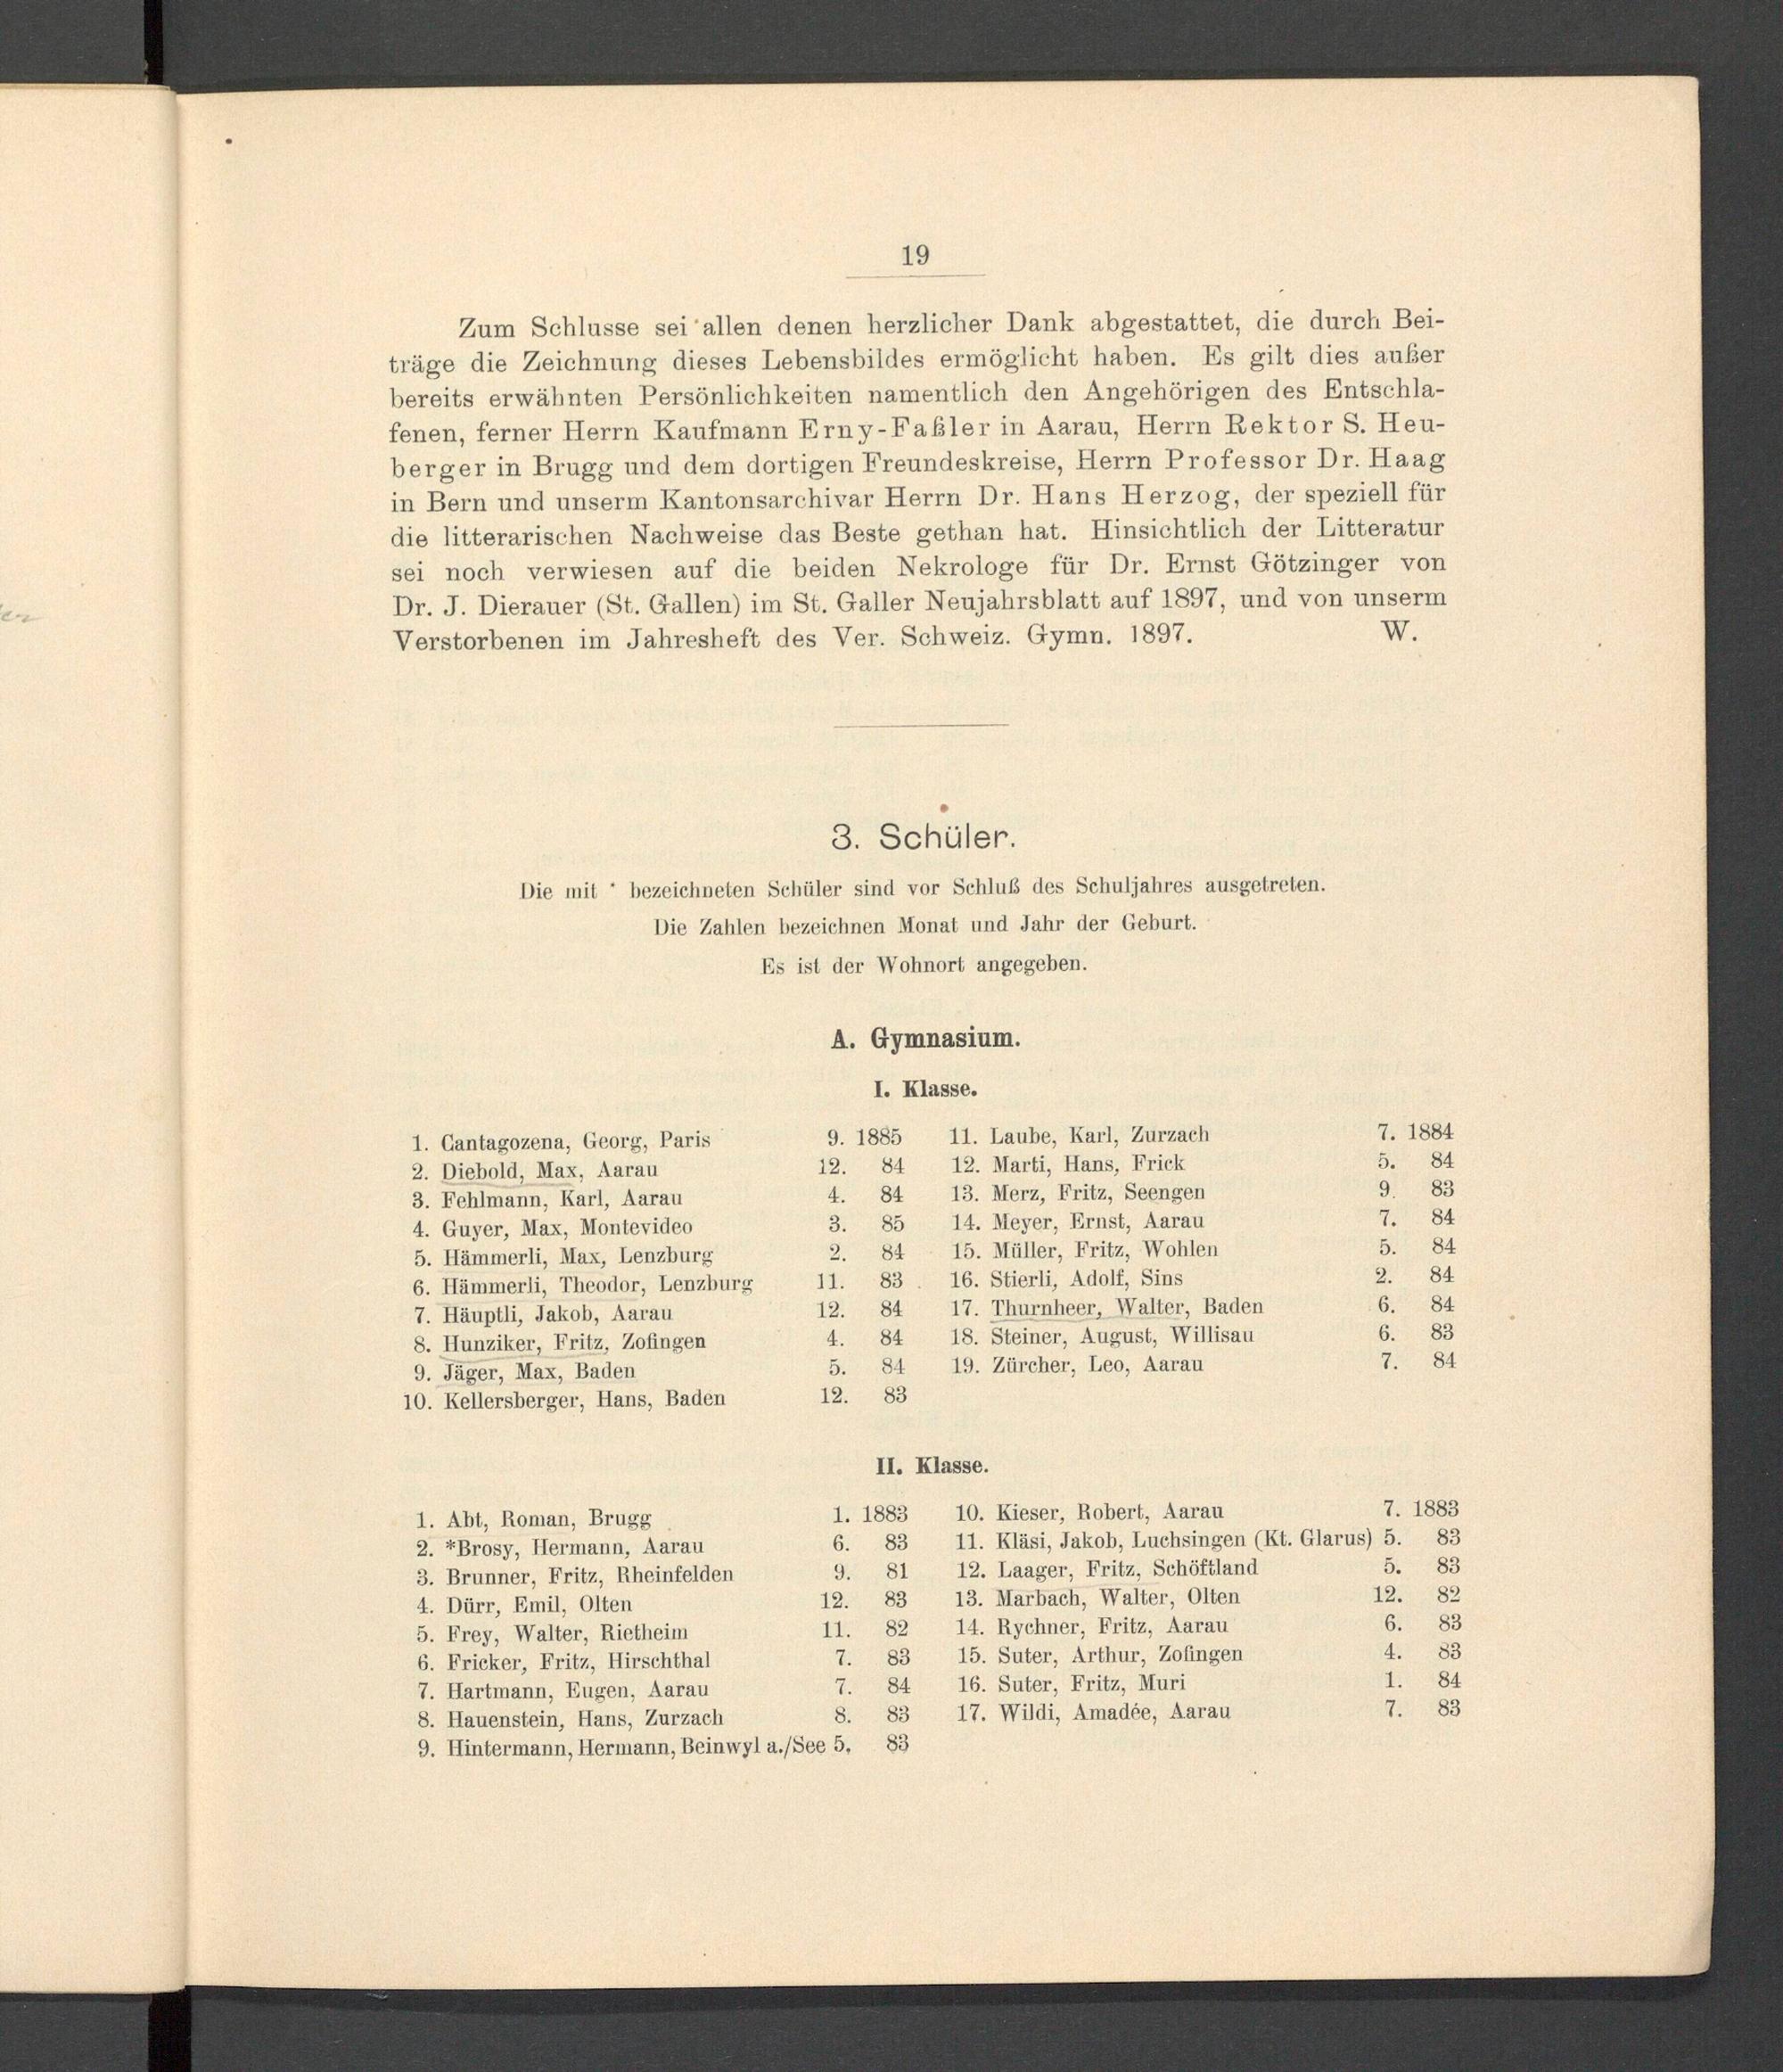 19
Zum Schlusse sei allen denen herzlicher Dank abgestattet, die durch Bei-
träge die Zeichnung dieses Lebensbildes ermöglicht haben. Es gilt dies außer
bereits erwähnten Persönlichkeiten namentlich den Angehörigen des Entschla-
fenen, ferner Herrn Kaufmann Erny-Faßler in Aarau, Herrn Rektor S. Heu-
berger in Brugg und dem dortigen Freundeskreise, Herrn Professor Dr. Haag
in Bern und unserm Kantonsarchivar Herrn Dr. Hans Herzog, der speziell für
die litterarischen Nachweise das Beste gethan hat. Hinsichtlich der Litteratur
sei noch verwiesen auf die beiden Nekrologe für Dr. Ernst Götzinger von
Dr. J. Dierauer (St. Gallen) im St. Galler Neujahrsblatt auf 1897, und von unserm
Verstorbenen im Jahresheft des Ver. Schweiz. Gymn. 1897. W.
3. Schüler.
Die mit * bezeichneten Schüler sind vor Schluß des Schuljahres ausgetreten.
Die Zahlen bezeichnen Monat und Jahr der Geburt.
Es ist der Wohnort angegeben.
A. Gymnasium.
I. Klasse.
1. Cantagozena, Georg, Paris 9. 1885
2. Diebold, Max, Aarau 12. 84
3. Fehlmann, Karl, Aarau 4. 84
4. Guyer, Max, Montevideo 3. 85
5. Hämmerli, Max, Lenzburg 2. 84
6. Hämmerli, Theodor, Lenzburg 11. 83
7. Häuptli, Jakob, Aarau 12. 84
8. Hunziker, Fritz, Zofingen 4. 84
9. Jäger, Max, Baden 5. 84
10. Kellersberger, Hans, Baden 12. 83
11. Laube, Karl, Zurzach 7. 1884
12. Marti, Hans, Frick 5. 84
13. Merz, Fritz, Seengen 9. 83
14. Meyer, Ernst, Aarau 7. 84
15. Müller, Fritz, Wohlen 5. 84
16. Stierli, Adolf, Sins 2. 84
17. Thurnheer, Walter, Baden 6. 84
18. Steiner, August, Willisau 6. 83
19. Zürcher, Leo, Aarau 7. 84
II. Klasse.
1. Abt, Roman, Brugg 1. 1883
2. *Brosy, Hermann, Aarau 6. 83
3. Brunner, Fritz, Rheinfelden 9. 81
4. Dürr, Emil, Olten 12. 83
5. Frey, Walter, Rietheim 11. 82
6. Fricker, Fritz, Hirschthal 7. 83
7. Hartmann, Eugen, Aarau 7. 84
8. Hauenstein, Hans, Zurzach 8. 83
9. Hintermann, Hermann, Beinwyl a./See 5. 83
10. Kieser, Robert, Aarau 7. 1883
11. Kläsi, Jakob, Luchsingen (Kt. Glarus) 5. 83
12. Laager, Fritz, Schöftland 5. 83
13. Marbach, Walter, Olten 12. 82
14. Rychner, Fritz, Aarau 6. 83
15. Suter, Arthur, Zofingen 4. 83
16. Suter, Fritz, Muri 1. 84
17. Wildi, Amadée, Aarau 7. 83